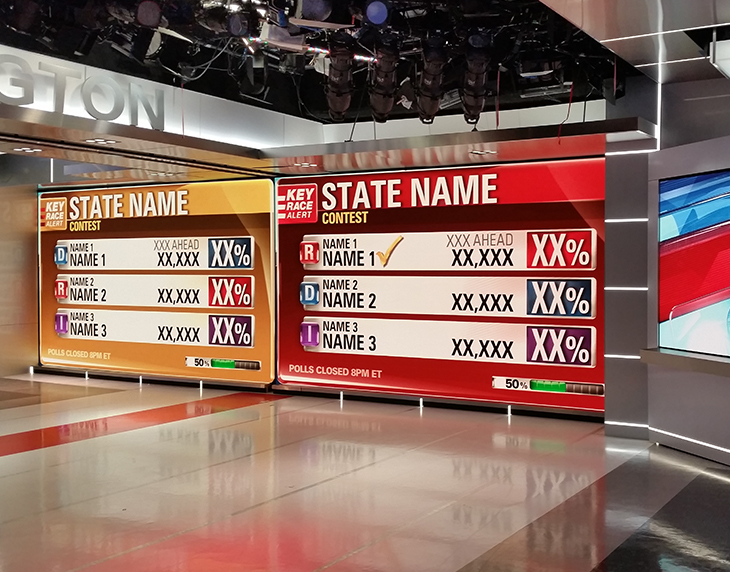 GTON
KEY
RACE
ALERT
STATE NAME
CONTEST
D
NAME 1
NAME 1
XXX AHEAD
XX,XXX
XX%
R
NAME 2
NAME 2
XX,XXX
XX%
I
NAME 3
NAME 3
XX,XXX
XX%
POLLS CLOSED 8PM ET
50%
KEY
RACE
ALERT
STATE NAME
CONTEST
R
NAME 1
NAME 1
XXX AHEAD
XX,XXX
XX%
D
NAME 2
NAME 2
XX,XXX
XX%
I
NAME 3
NAME 3
XX,XXX
XX%
POLLS CLOSED 8PM ET
50%